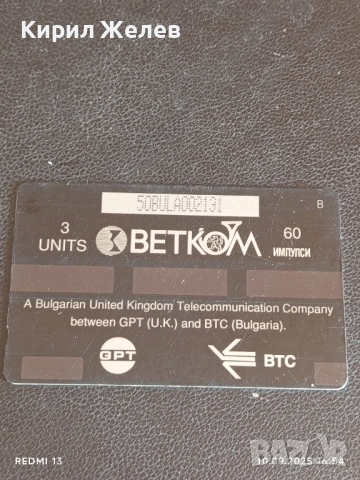 Кирил Желев
50BULA002131
B
3 UNITS
BETKOM
60 ИМПУЛСИ
A Bulgarian United Kingdom Telecommunication Company
between GPT (U.K.) and BTC (Bulgaria).
GPT
BTC
BAZAR
REDMI 13